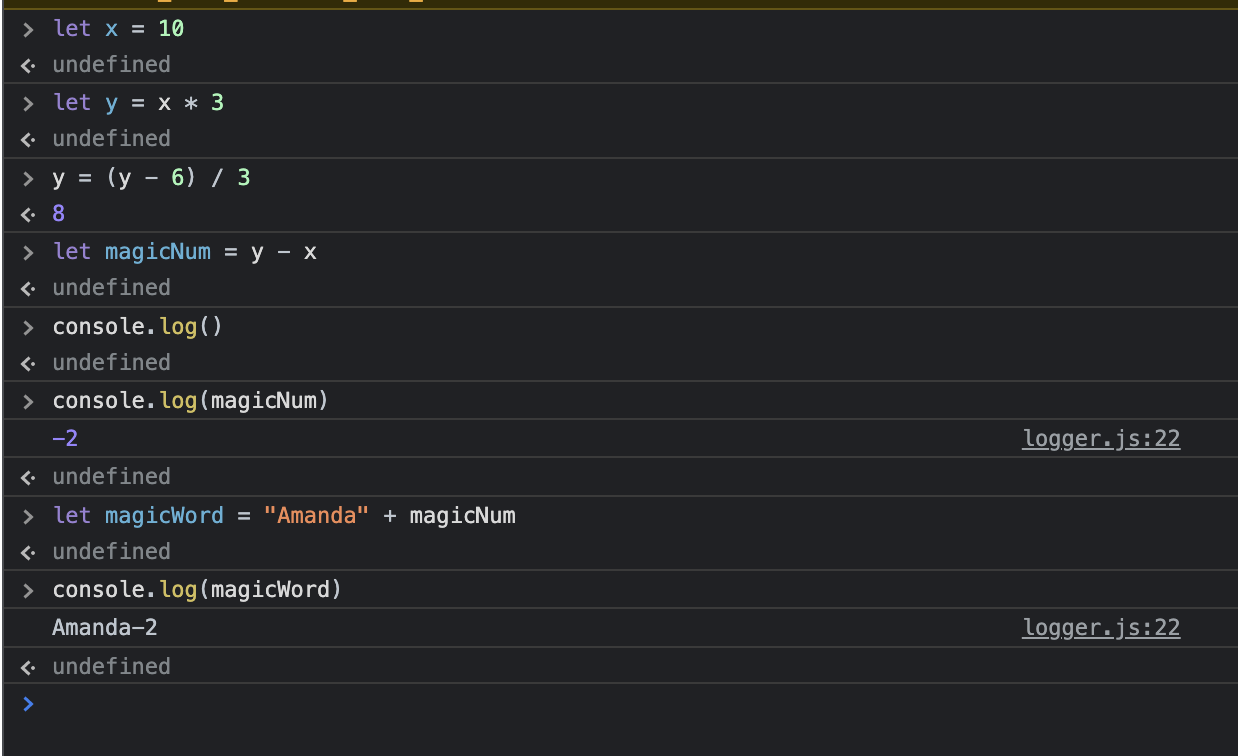 > let x = 10
<· undefined
> let y = x * 3
<· undefined
> y = (y - 6) / 3
<· 8
> let magicNum = y - x
<· undefined
> console.log()
<· undefined
> console.log(magicNum)
-2 logger.js:22
<· undefined
> let magicWord = "Amanda" + magicNum
<· undefined
> console.log(magicWord)
Amanda-2 logger.js:22
<· undefined
>